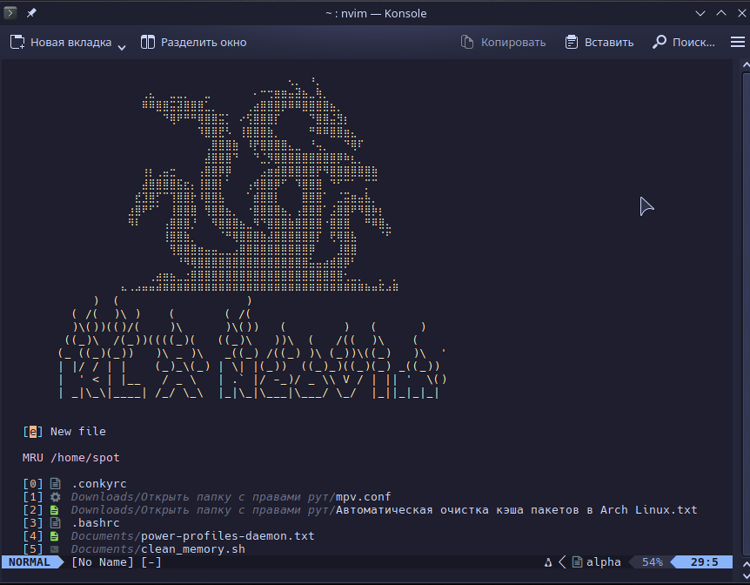 ~ : nvim — Konsole
Новая вкладка
Разделить окно
Копировать
Вставить
Поиск...
[e] New file
MRU /home/spot
[0] .conkyrc
[1] Downloads/Открыть папку с правами рут/mpv.conf
[2] Downloads/Открыть папку с правами рут/Автоматическая очистка кэша пакетов в Arch Linux.txt
[3] .bashrc
[4] Documents/power-profiles-daemon.txt
[5] Documents/clean_memory.sh
NORMAL [No Name] [-] alpha 54% 29:5